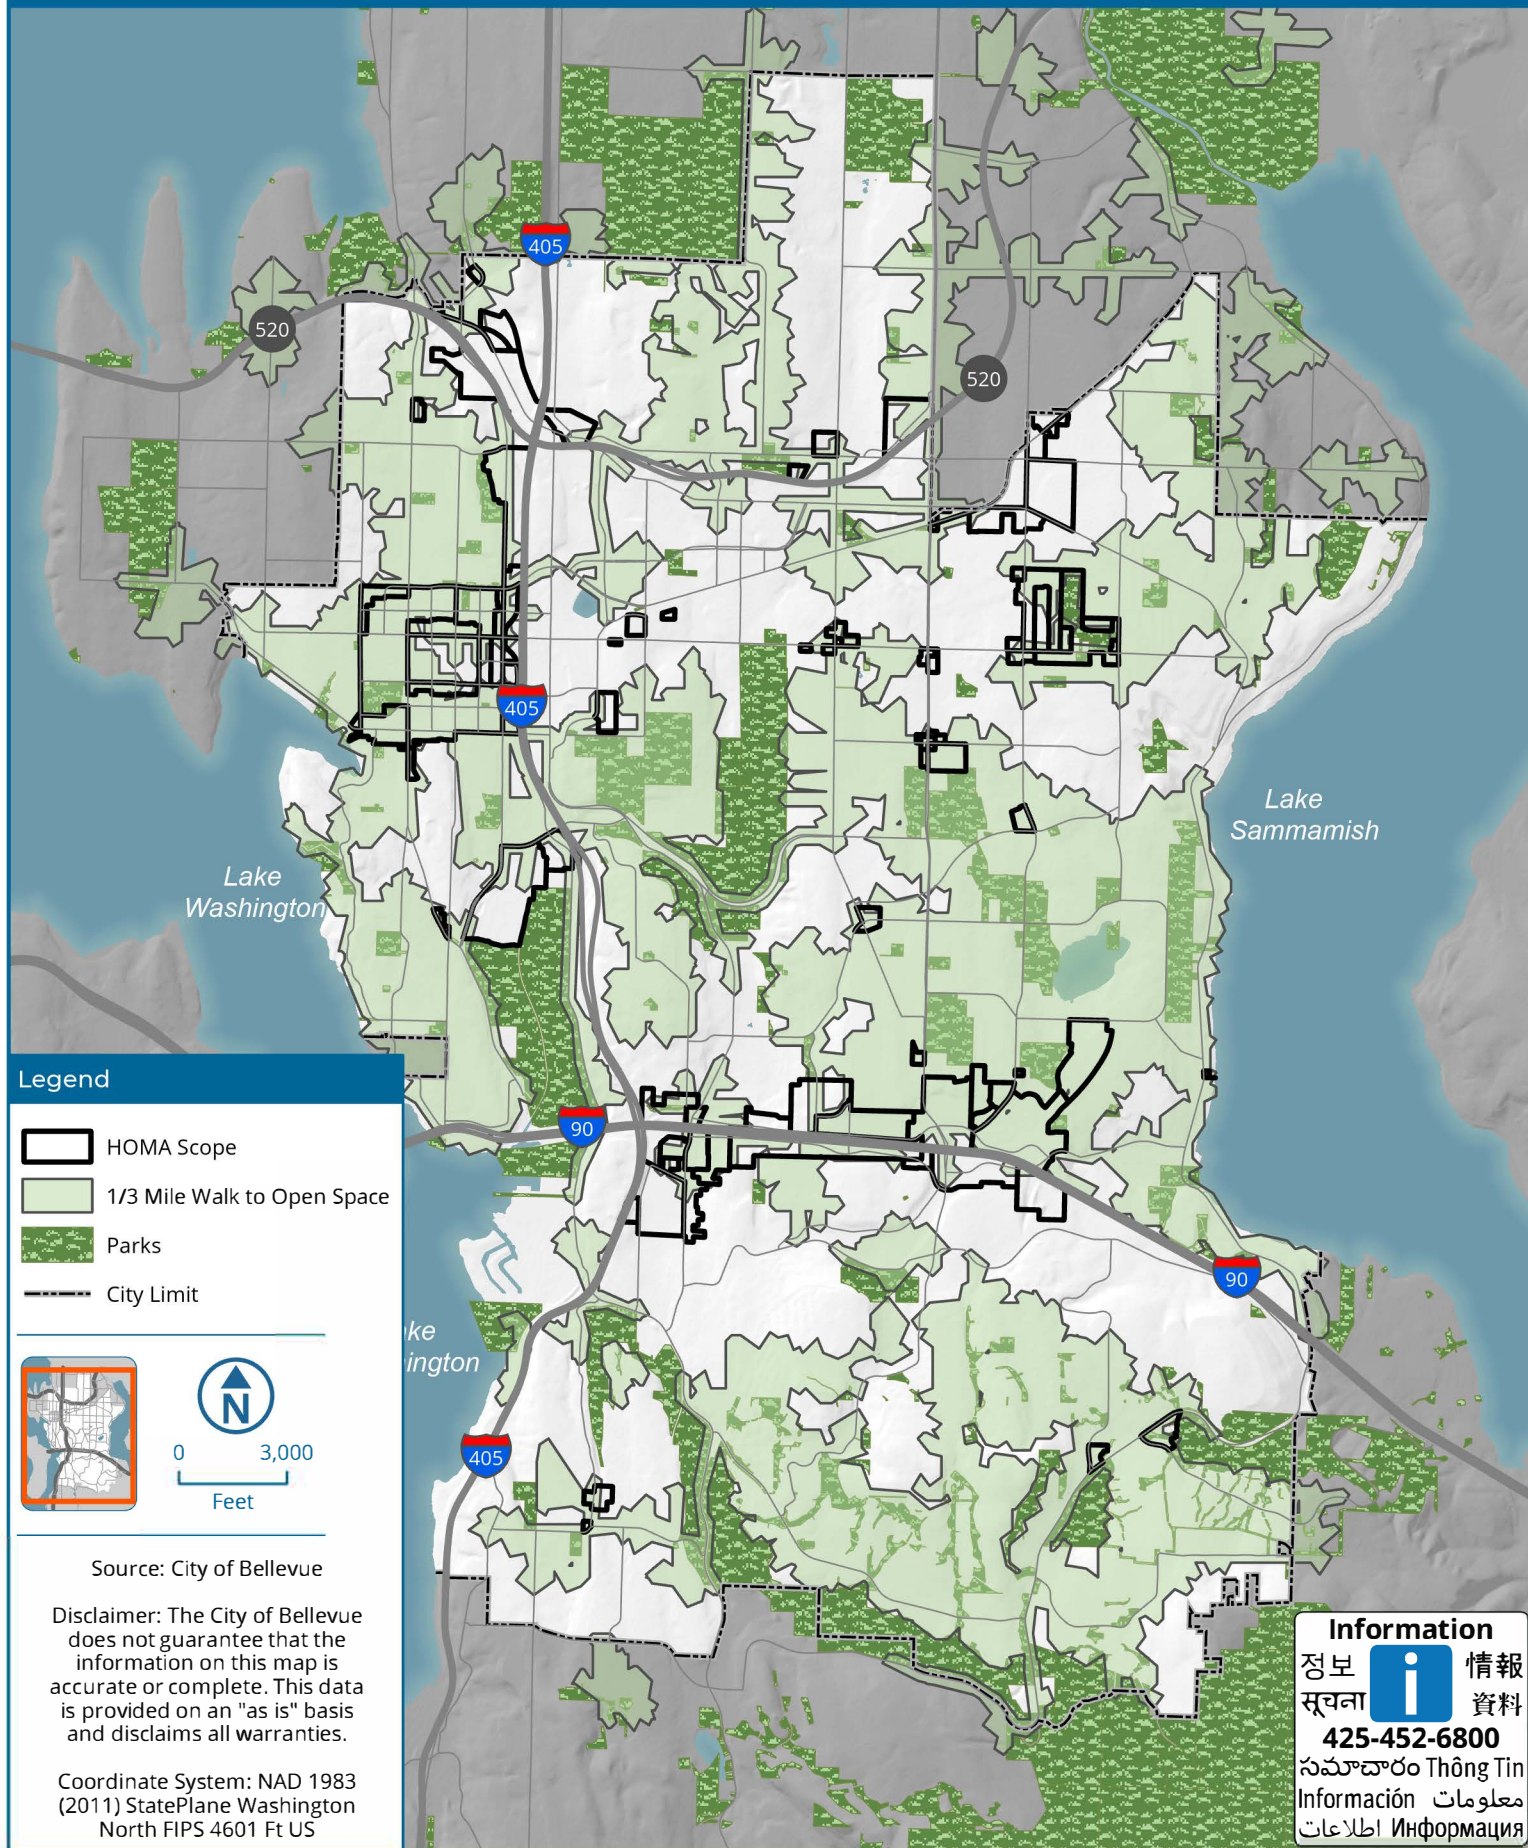 405
520
520
405
Lake
Sammamish
Lake
Washington
90
90
ke
ington
405
Legend
HOMA Scope
1/3 Mile Walk to Open Space
Parks
City Limit
N
0 3,000
Feet
Source: City of Bellevue
Disclaimer: The City of Bellevue
does not guarantee that the
information on this map is
accurate or complete. This data
is provided on an "as is" basis
and disclaims all warranties.
Coordinate System: NAD 1983
(2011) StatePlane Washington
North FIPS 4601 Ft US
Information
정보 i 情報
सूचना 資料
425-452-6800
సమాచారం Thông Tin
Información معلومات
اطلاعات Информация